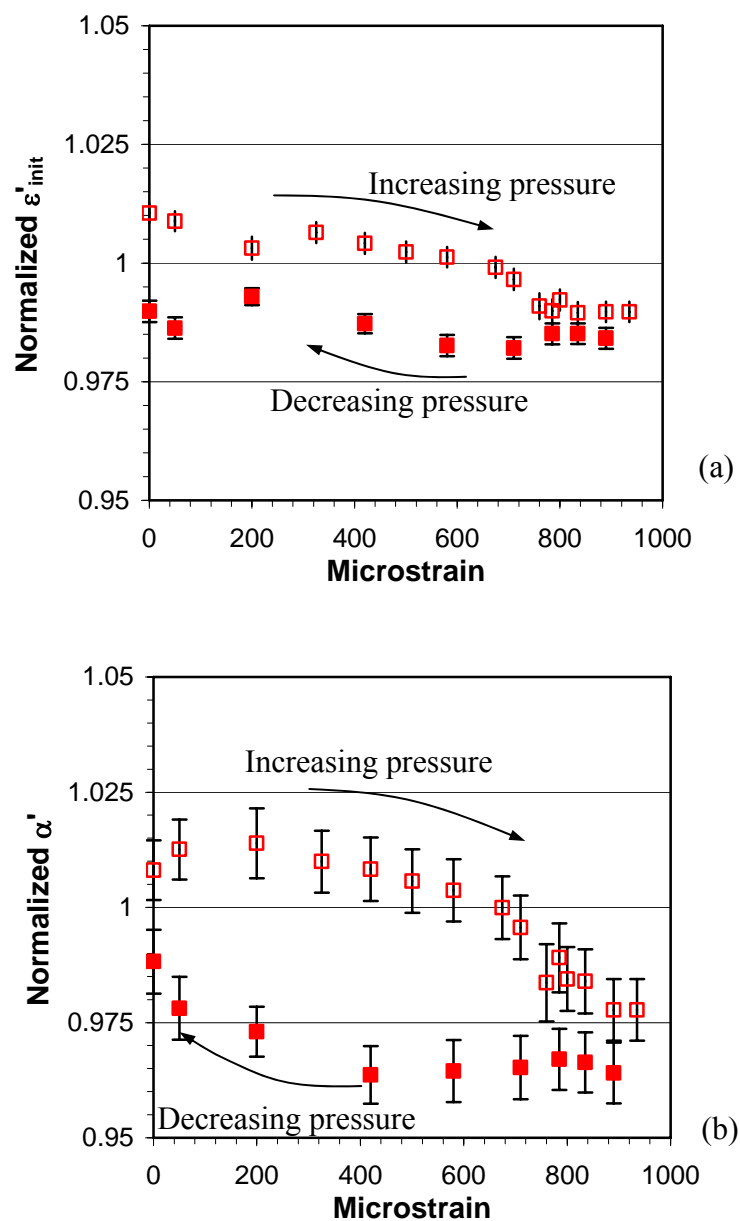 1.05
1.025
1
0.975
0.95
Normalized ε'init
Increasing pressure
Decreasing pressure
0 200 400 600 800 1000
Microstrain
(a)
1.05
1.025
1
0.975
0.95
Normalized α'
Increasing pressure
Decreasing pressure
0 200 400 600 800 1000
Microstrain
(b)